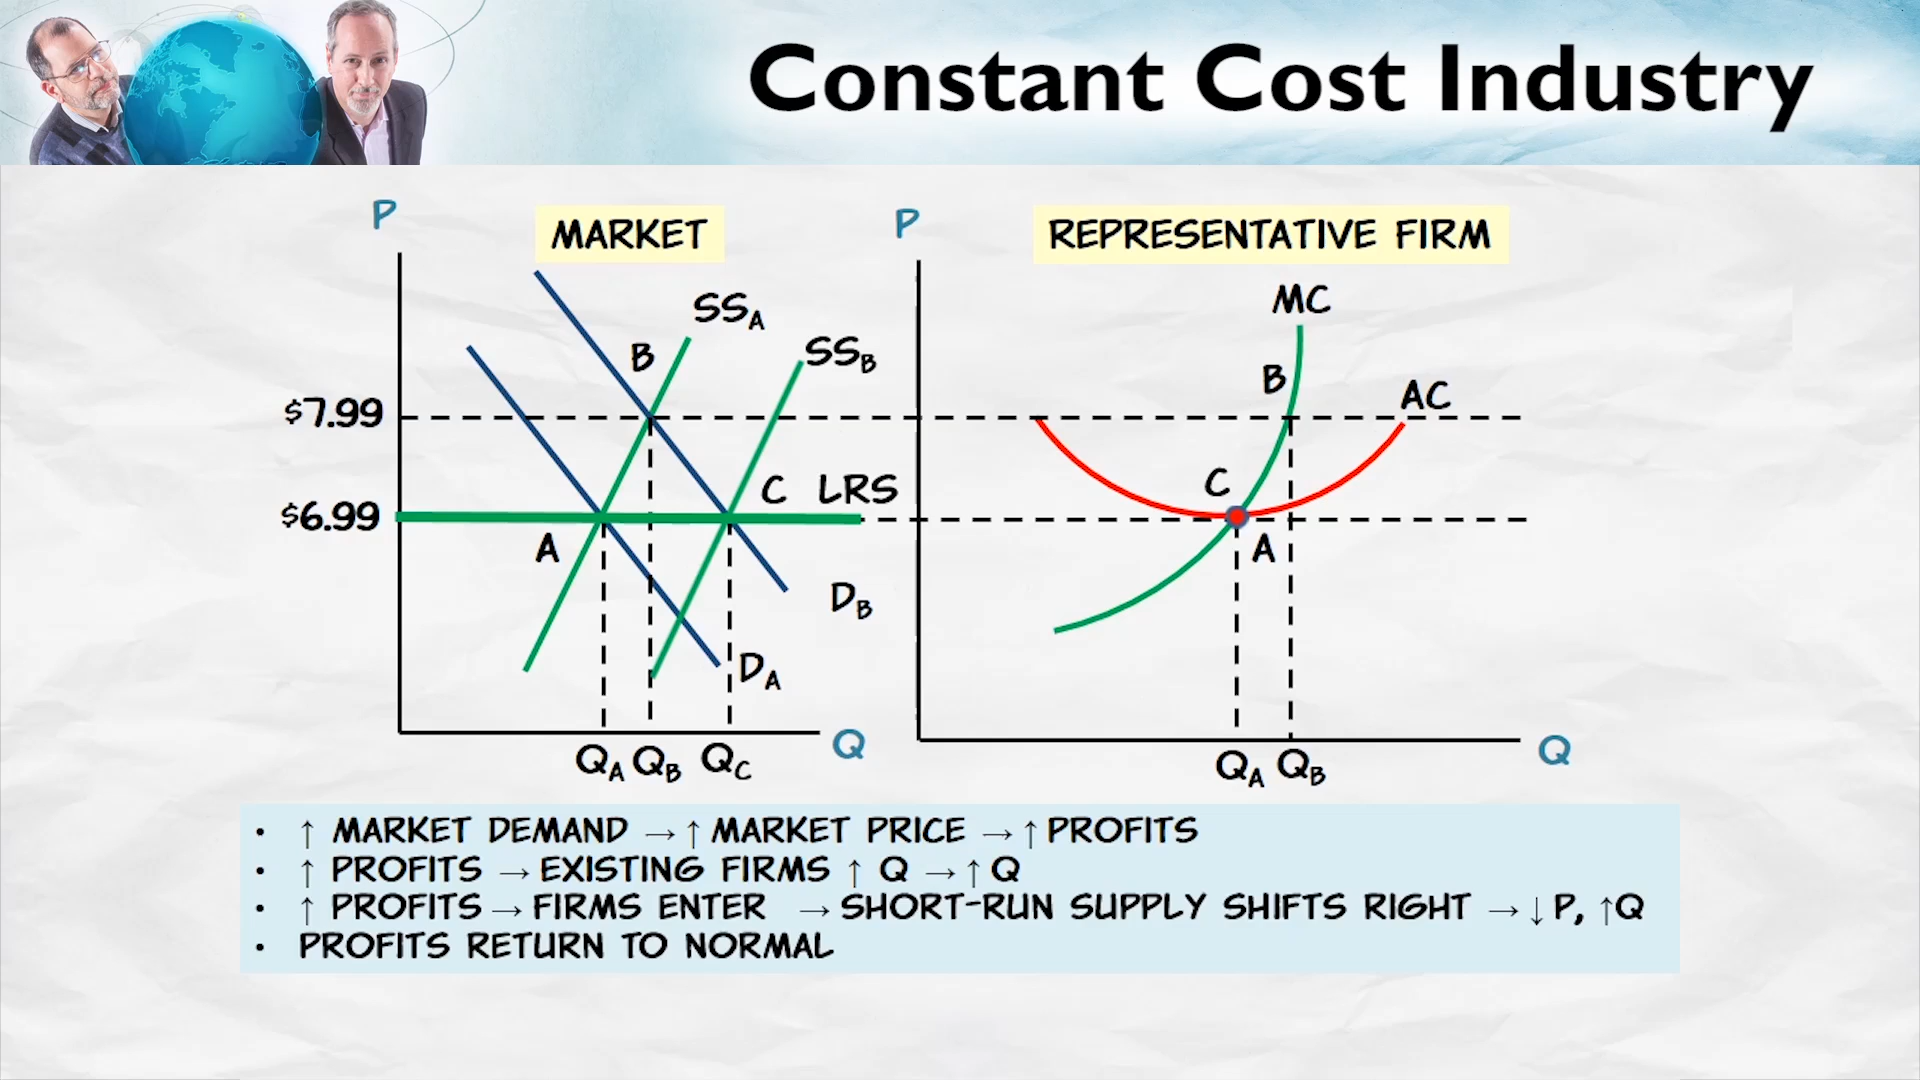 Constant Cost Industry
P
MARKET
P
REPRESENTATIVE FIRM
SSA
MC
B
SSB
B
AC
$7.99
C
LRS
C
$6.99
A
A
DB
DA
QA QB QC
Q
QA QB
Q
• ↑ MARKET DEMAND → ↑ MARKET PRICE → ↑ PROFITS
• ↑ PROFITS → EXISTING FIRMS ↑ Q → ↑ Q
• ↑ PROFITS → FIRMS ENTER → SHORT-RUN SUPPLY SHIFTS RIGHT → ↓ P, ↑Q
• PROFITS RETURN TO NORMAL